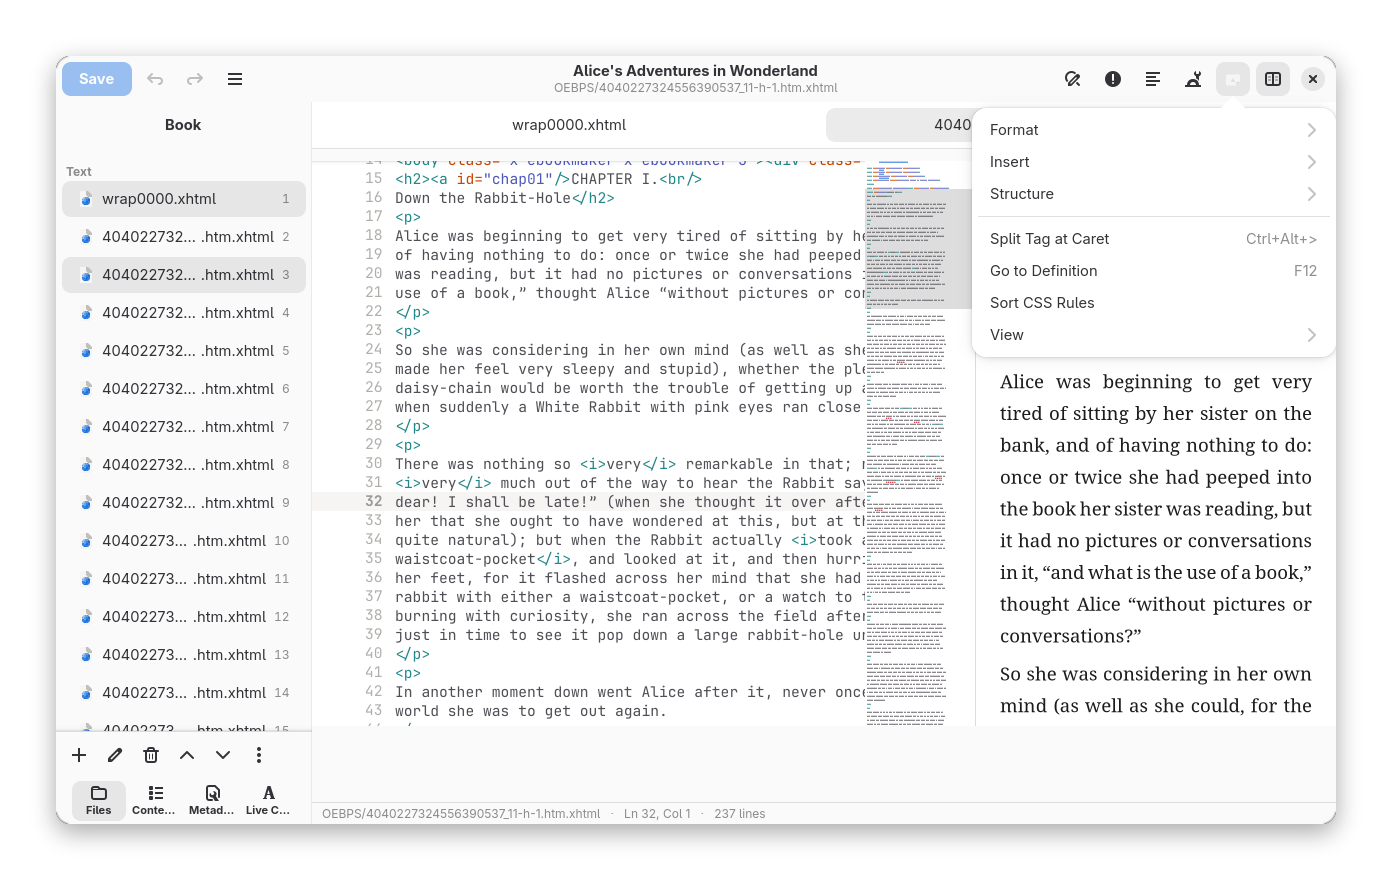 Save
Alice's Adventures in Wonderland
OEBPS/4040227324556390537_11-h-1.htm.xhtml
Book
Text
wrap0000.xhtml 1
404022732... .htm.xhtml 2
404022732... .htm.xhtml 3
404022732... .htm.xhtml 4
404022732... .htm.xhtml 5
404022732... .htm.xhtml 6
404022732... .htm.xhtml 7
404022732... .htm.xhtml 8
404022732... .htm.xhtml 9
40402273... .htm.xhtml 10
40402273... .htm.xhtml 11
40402273... .htm.xhtml 12
40402273... .htm.xhtml 13
40402273... .htm.xhtml 14
40402273... .htm.xhtml 15
Files
Conte...
Metad...
Live C...
wrap0000.xhtml
4040
14 <body class="x-ebookmaker x-ebookmaker-3"><div class=
15 <h2><a id="chap01"/>CHAPTER I.<br/>
16 Down the Rabbit-Hole</h2>
17 <p>
18 Alice was beginning to get very tired of sitting by he
19 of having nothing to do: once or twice she had peeped
20 was reading, but it had no pictures or conversations
21 use of a book,” thought Alice “without pictures or con
22 </p>
23 <p>
24 So she was considering in her own mind (as well as she
25 made her feel very sleepy and stupid), whether the ple
26 daisy-chain would be worth the trouble of getting up a
27 when suddenly a White Rabbit with pink eyes ran close
28 </p>
29 <p>
30 There was nothing so <i>very</i> remarkable in that;
31 <i>very</i> much out of the way to hear the Rabbit say
32 dear! I shall be late!” (when she thought it over afte
33 her that she ought to have wondered at this, but at th
34 quite natural); but when the Rabbit actually <i>took a
35 waistcoat-pocket</i>, and looked at it, and then hurri
36 her feet, for it flashed across her mind that she had
37 rabbit with either a waistcoat-pocket, or a watch to t
38 burning with curiosity, she ran across the field after
39 just in time to see it pop down a large rabbit-hole un
40 </p>
41 <p>
42 In another moment down went Alice after it, never once
43 world she was to get out again.
Format
Insert
Structure
Split Tag at Caret Ctrl+Alt+>
Go to Definition F12
Sort CSS Rules
View
Alice was beginning to get very
tired of sitting by her sister on the
bank, and of having nothing to do:
once or twice she had peeped into
the book her sister was reading, but
it had no pictures or conversations
in it, “and what is the use of a book,”
thought Alice “without pictures or
conversations?”
So she was considering in her own
mind (as well as she could, for the
OEBPS/4040227324556390537_11-h-1.htm.xhtml · Ln 32, Col 1 · 237 lines